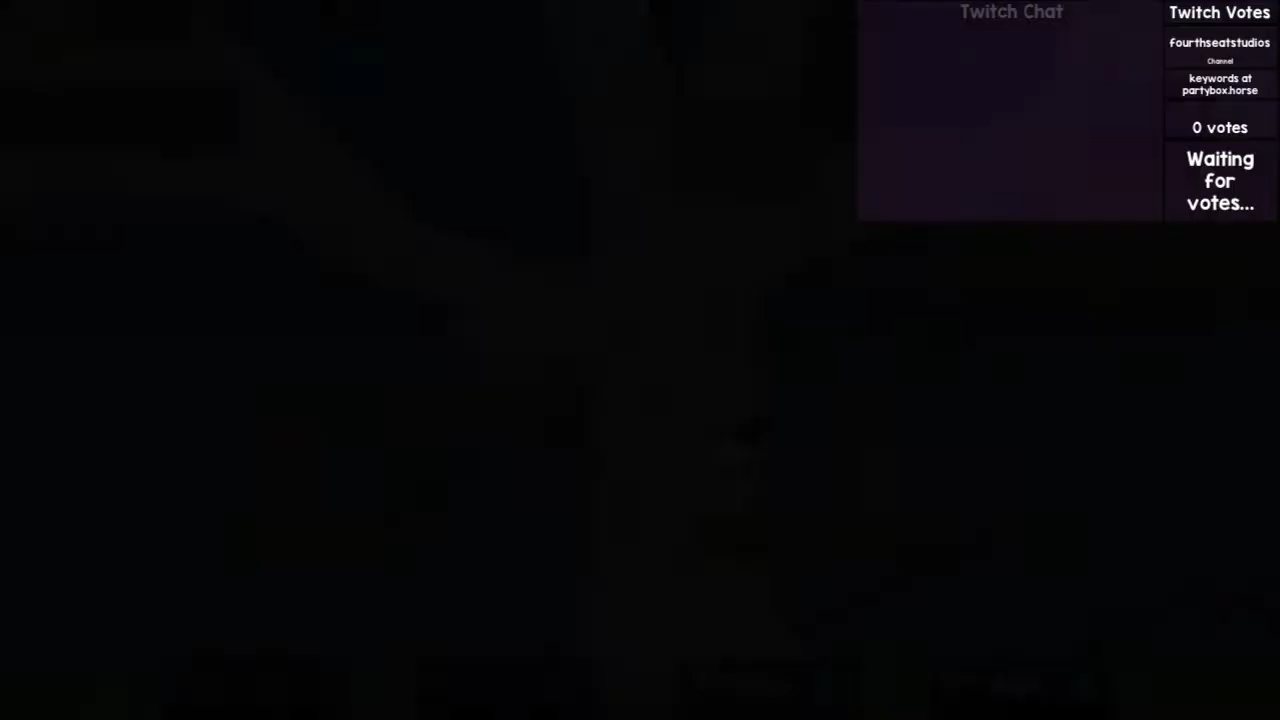 Twitch Chat
Twitch Votes
fourthseatstudios
Channel
keywords at
partybox.horse
0 votes
Waiting
for
votes...